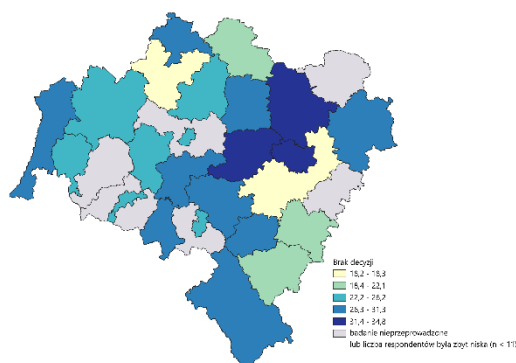 Brak decyzji
18,2 - 18,3
18,4 - 22,1
22,2 - 26,2
26,3 - 31,3
31,4 - 34,8
badanie nieprzeprowadzone
lub liczba respondentów była zbyt niska (n < 11)